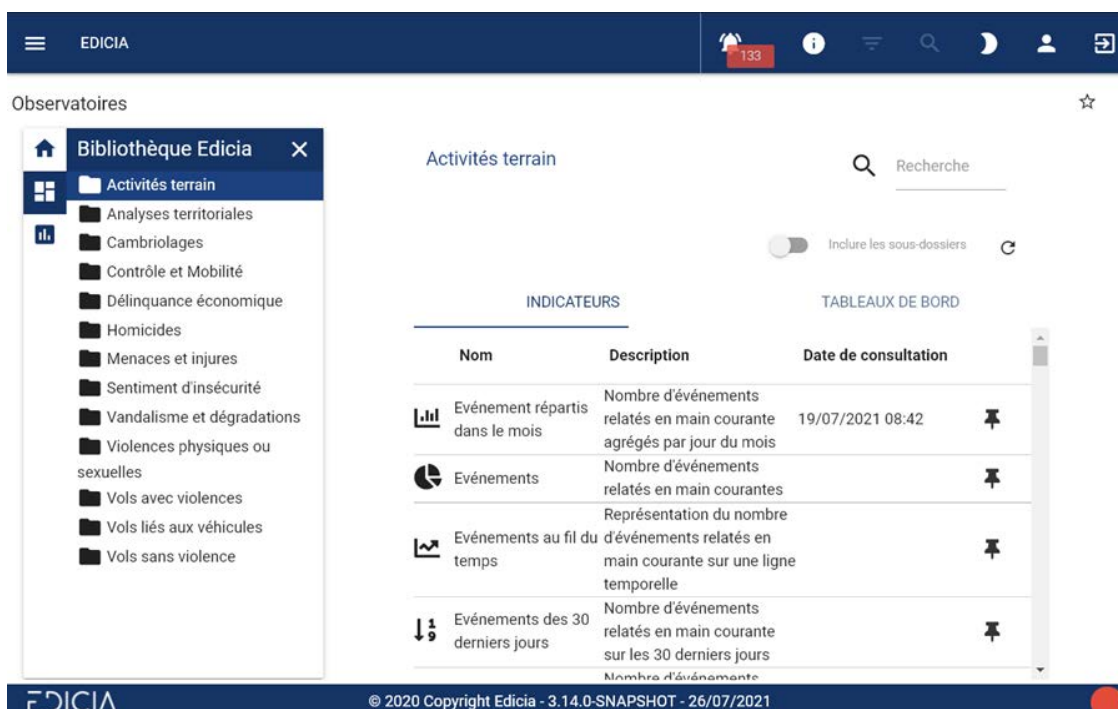 EDICIA
133
Observatoires
Bibliothèque Edicia
Activités terrain
Analyses territoriales
Cambriolages
Contrôle et Mobilité
Délinquance économique
Homicides
Menaces et injures
Sentiment d'insécurité
Vandalisme et dégradations
Violences physiques ou
sexuelles
Vols avec violences
Vols liés aux véhicules
Vols sans violence
Activités terrain
Recherche
Inclure les sous-dossiers
INDICATEURS
TABLEAUX DE BORD
Nom
Description
Date de consultation
Evénement répartis
dans le mois
Nombre d'événements
relatés en main courante
agrégés par jour du mois
19/07/2021 08:42
Evénements
Nombre d'événements
relatés en main courantes
Evénements au fil du
temps
Représentation du nombre
d'événements relatés en
main courante sur une ligne
temporelle
Evénements des 30
derniers jours
Nombre d'événements
relatés en main courante
sur les 30 derniers jours
Nombre d'événements
EDICIA
© 2020 Copyright Edicia - 3.14.0-SNAPSHOT - 26/07/2021